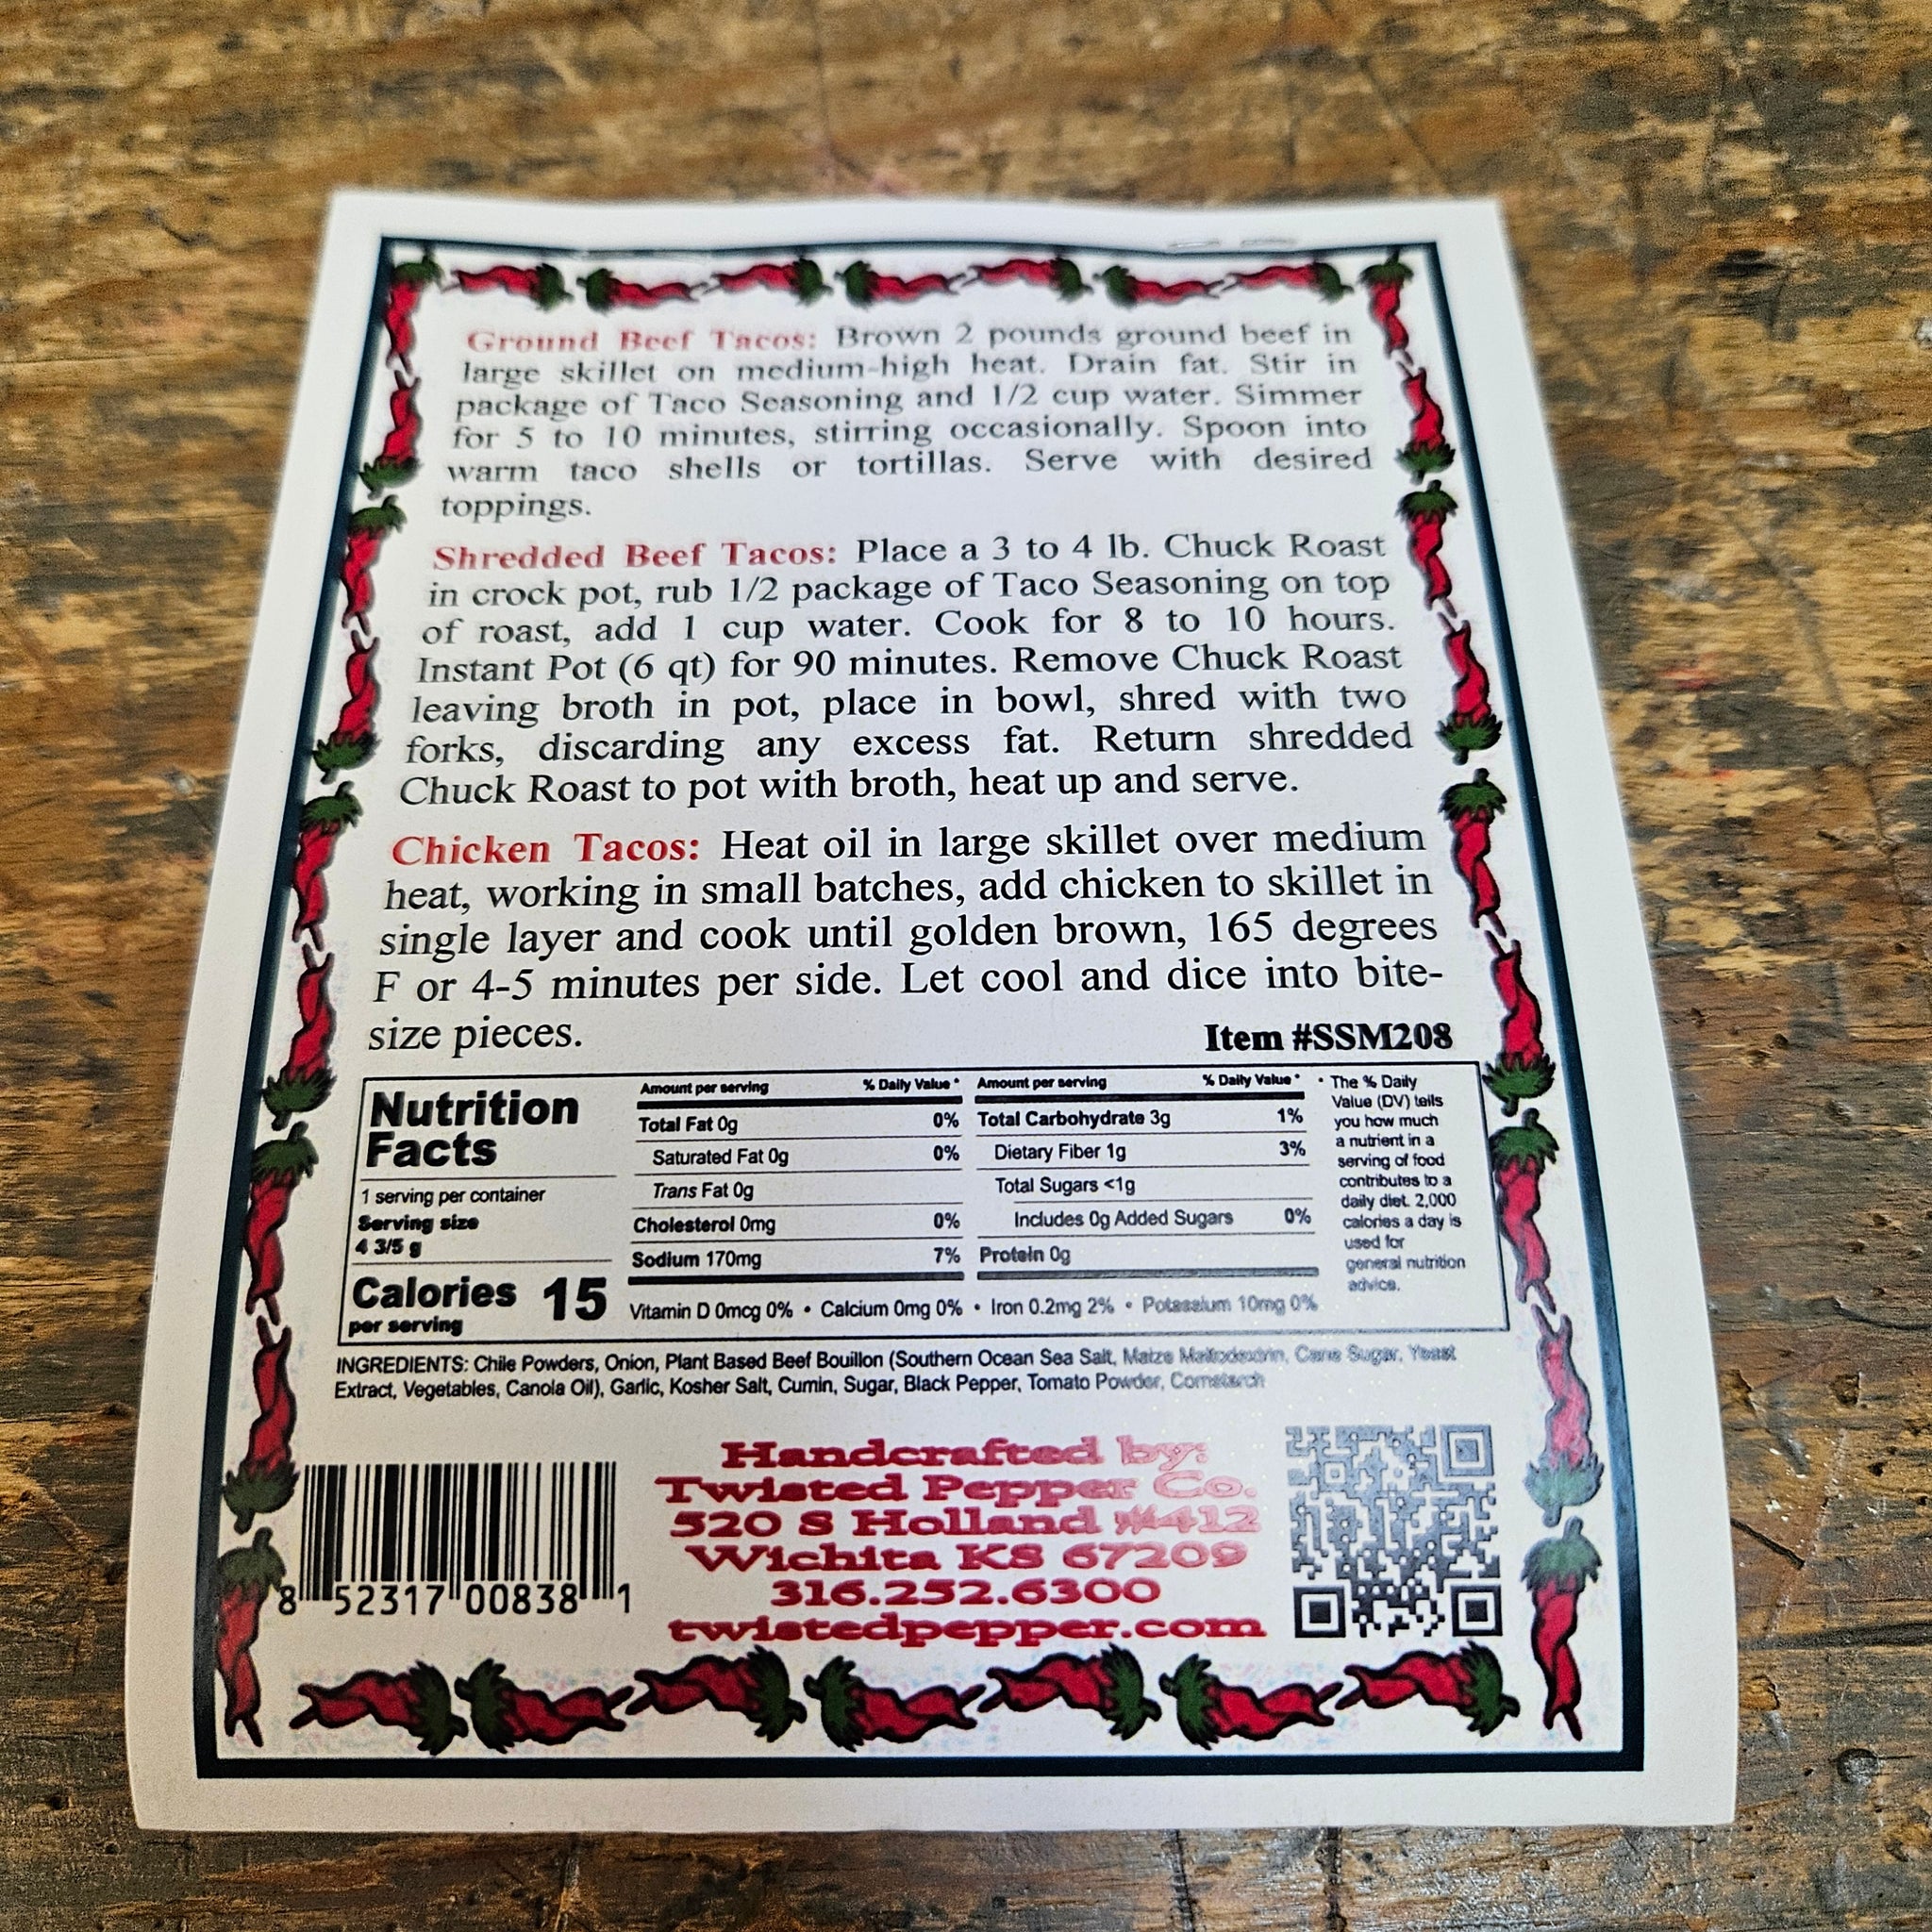 Ground Beef Tacos: Brown 2 pounds ground beef in
large skillet on medium-high heat. Drain fat. Stir in
package of Taco Seasoning and 1/2 cup water. Simmer
for 5 to 10 minutes, stirring occasionally. Spoon into
warm taco shells or tortillas. Serve with desired
toppings.
Shredded Beef Tacos: Place a 3 to 4 lb. Chuck Roast
in crock pot, rub 1/2 package of Taco Seasoning on top
of roast, add 1 cup water. Cook for 8 to 10 hours.
Instant Pot (6 qt) for 90 minutes. Remove Chuck Roast
leaving broth in pot, place in bowl, shred with two
forks, discarding any excess fat. Return shredded
Chuck Roast to pot with broth, heat up and serve.
Chicken Tacos: Heat oil in large skillet over medium
heat, working in small batches, add chicken to skillet in
single layer and cook until golden brown, 165 degrees
F or 4-5 minutes per side. Let cool and dice into bite-
size pieces.
Item #SSM208
Nutrition
Facts
1 serving per container
Serving size
4 3/5 g
Calories 15
per serving
Amount per serving % Daily Value*
Total Fat 0g 0%
Saturated Fat 0g 0%
Trans Fat 0g
Cholesterol 0mg 0%
Sodium 170mg 7%
Amount per serving % Daily Value*
Total Carbohydrate 3g 1%
Dietary Fiber 1g 3%
Total Sugars <1g
Includes 0g Added Sugars 0%
Protein 0g
Vitamin D 0mcg 0% • Calcium 0mg 0% • Iron 0.2mg 2% • Potassium 10mg 0%
* The % Daily
Value (DV) tells
you how much
a nutrient in a
serving of food
contributes to a
daily diet. 2,000
calories a day is
used for
general nutrition
advice.
INGREDIENTS: Chile Powders, Onion, Plant Based Beef Bouillon (Southern Ocean Sea Salt, Maize Maltodextrin, Cane Sugar, Yeast
Extract, Vegetables, Canola Oil), Garlic, Kosher Salt, Cumin, Sugar, Black Pepper, Tomato Powder, Cornstarch
8 52317 00838 1
Handcrafted by:
Twisted Pepper Co.
520 S Holland #412
Wichita KS 67209
316.252.6300
twistedpepper.com